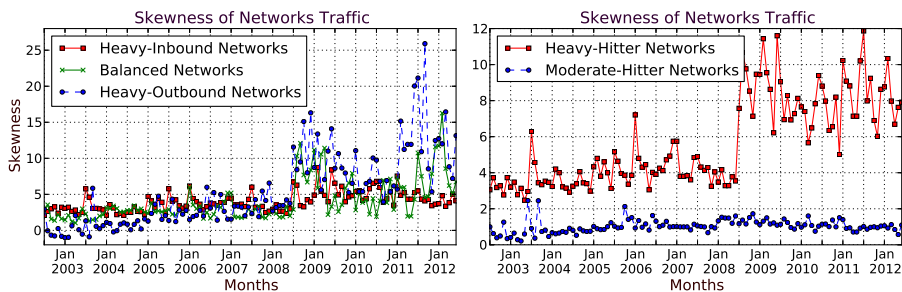 Skewness of Networks Traffic
Skewness
25
20
15
10
5
0
Heavy-Inbound Networks
Balanced Networks
Heavy-Outbound Networks
Jan 2003
Jan 2004
Jan 2005
Jan 2006
Jan 2007
Jan 2008
Jan 2009
Jan 2010
Jan 2011
Jan 2012
Months
Skewness of Networks Traffic
12
10
8
6
4
2
0
Heavy-Hitter Networks
Moderate-Hitter Networks
Jan 2003
Jan 2004
Jan 2005
Jan 2006
Jan 2007
Jan 2008
Jan 2009
Jan 2010
Jan 2011
Jan 2012
Months